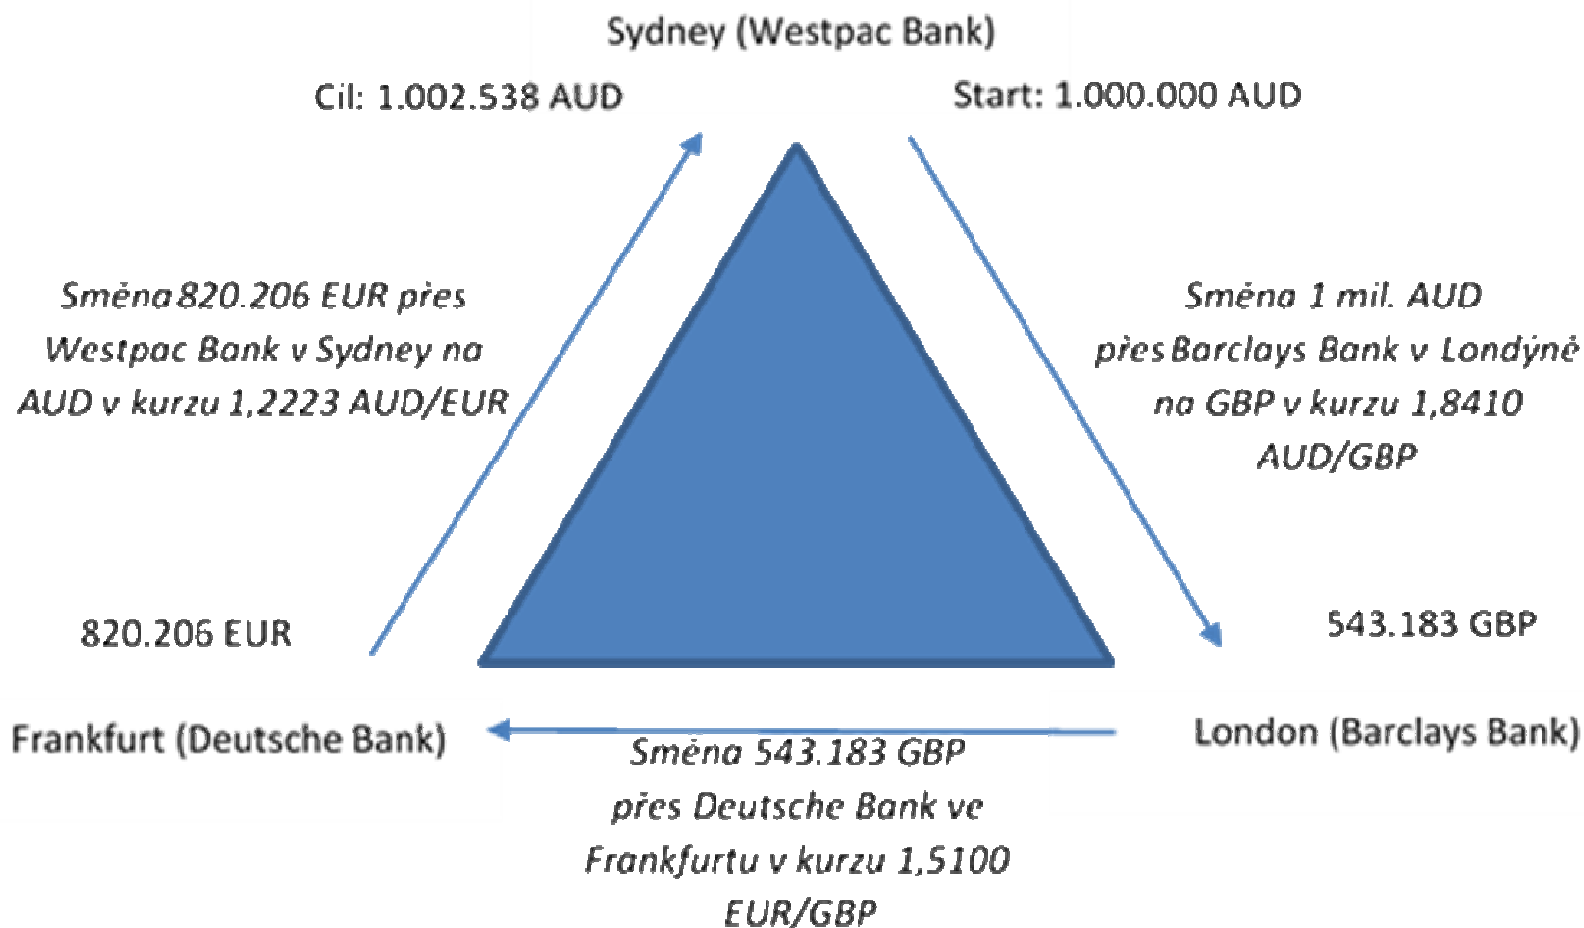 Sydney (Westpac Bank)
Cíl: 1.002.538 AUD
Start: 1.000.000 AUD
Směna 820.206 EUR přes
Westpac Bank v Sydney na
AUD v kurzu 1,2223 AUD/EUR
Směna 1 mil. AUD
přes Barclays Bank v Londýně
na GBP v kurzu 1,8410
AUD/GBP
820.206 EUR
543.183 GBP
Frankfurt (Deutsche Bank)
London (Barclays Bank)
Směna 543.183 GBP
přes Deutsche Bank ve
Frankfurtu v kurzu 1,5100
EUR/GBP